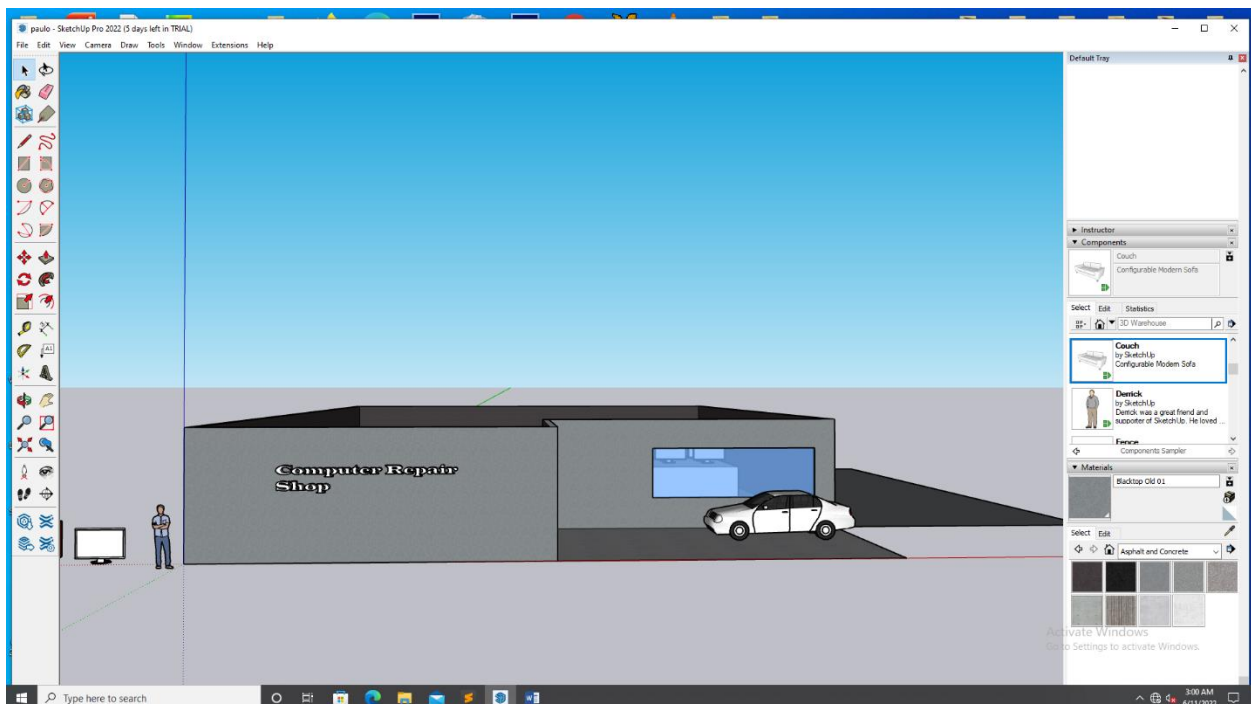 paulo - SketchUp Pro 2022 (5 days left in TRIAL)
File Edit View Camera Draw Tools Window Extensions Help
Default Tray
Instructor
Components
Couch
Configurable Modern Sofa
Select Edit Statistics
3D Warehouse
Couch
by SketchUp
Configurable Modern Sofa
Derrick
by SketchUp
Derrick was a great friend and
supporter of SketchUp. He loved ...
Fence
Components Sampler
Materials
Blacktop Old 01
Select Edit
Asphalt and Concrete
Computer Repair
Shop
Activate Windows
Go to Settings to activate Windows.
Type here to search
3:00 AM
6/13/2022